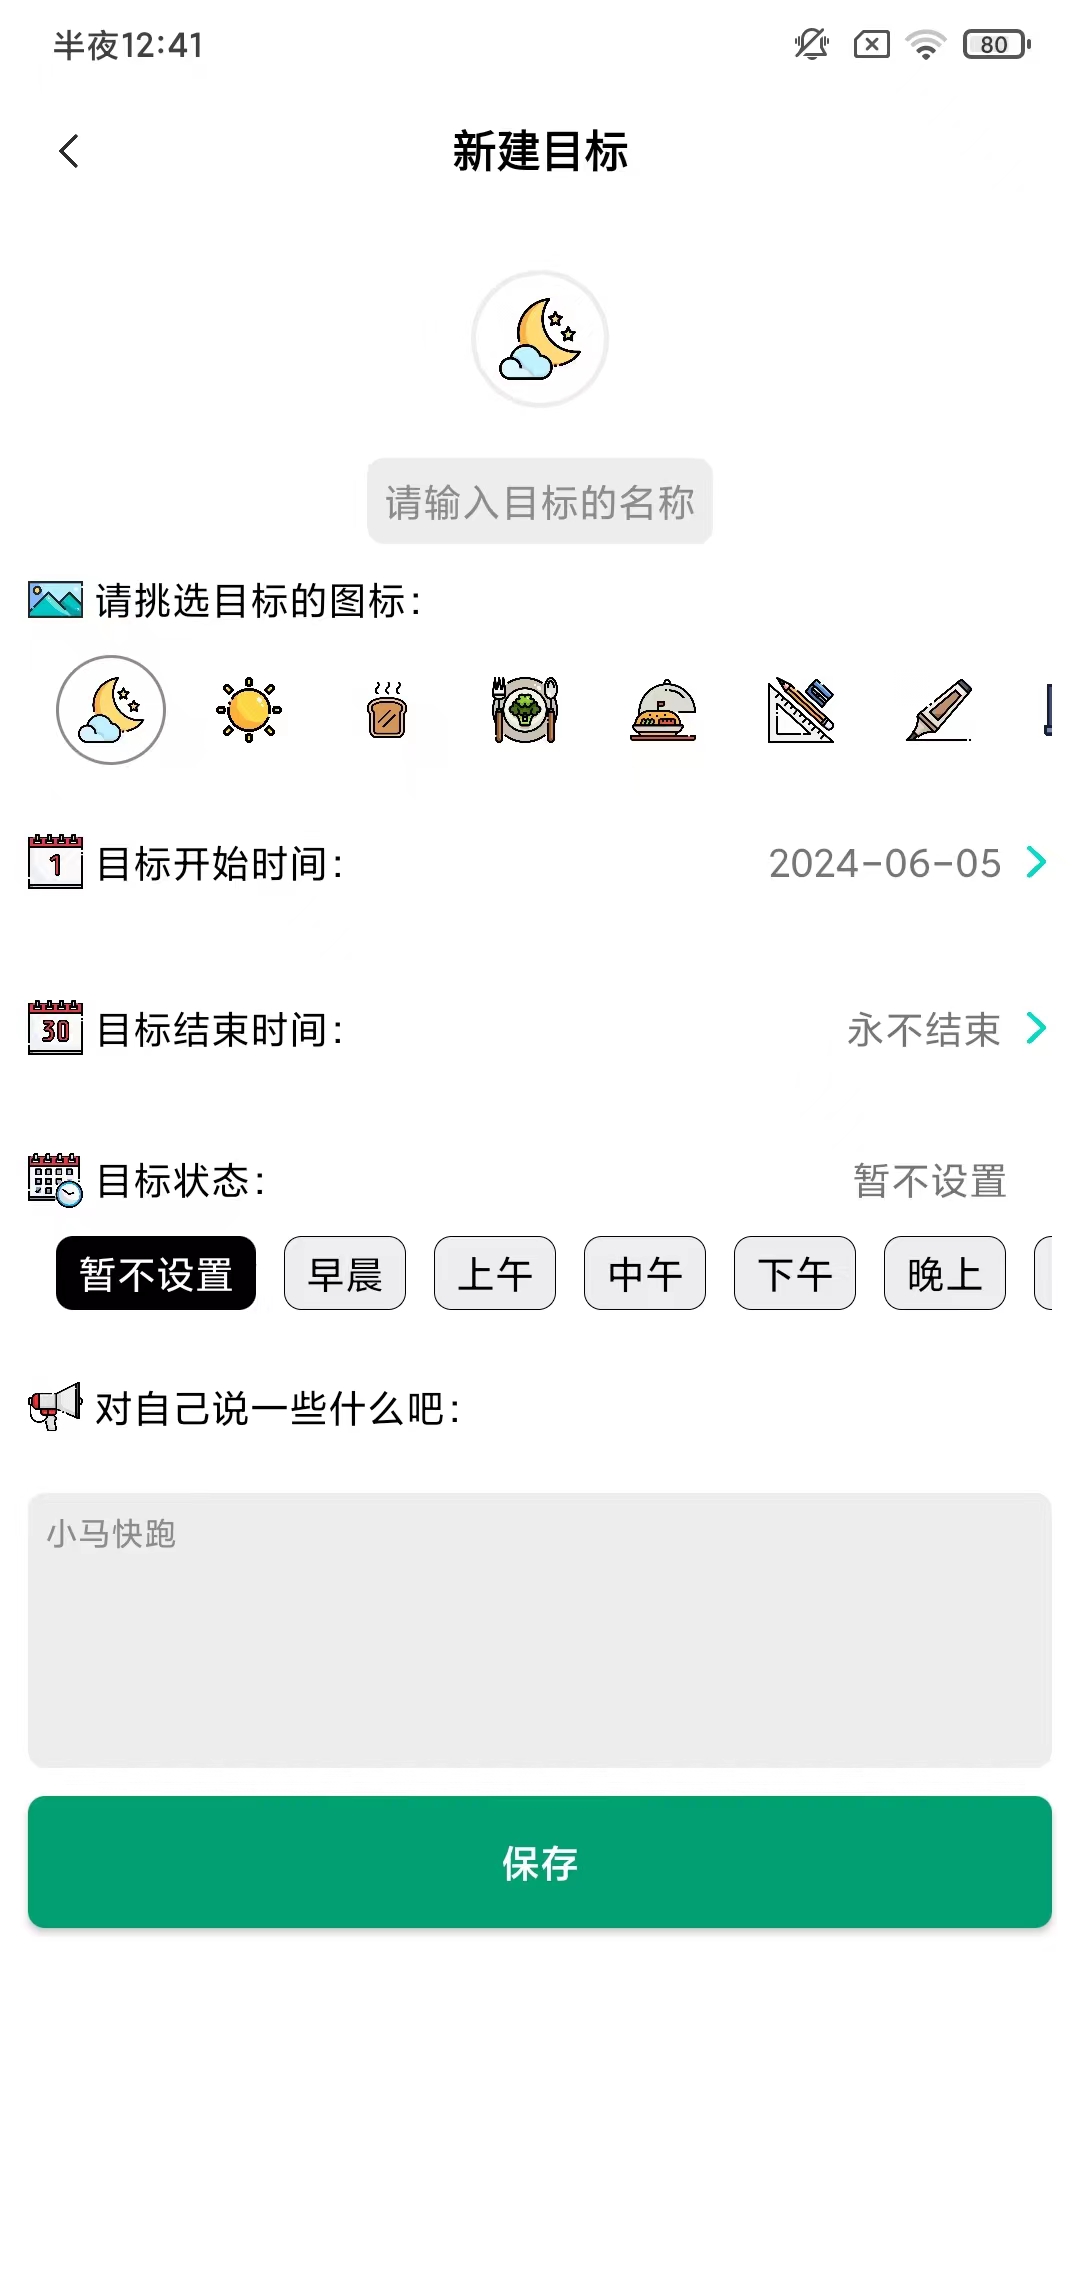 半夜12:41
80
新建目标
请输入目标的名称
请挑选目标的图标：
1
目标开始时间：
2024-06-05
30
目标结束时间：
永不结束
目标状态：
暂不设置
暂不设置 早晨 上午 中午 下午 晚上
对自己说一些什么吧：
小马快跑
保存